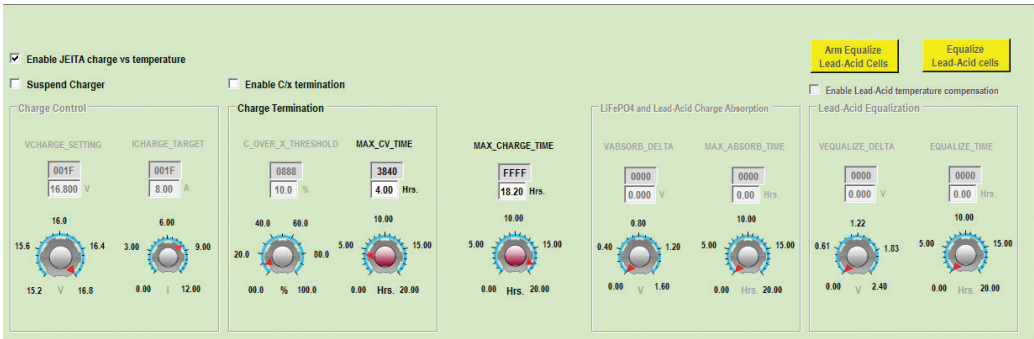 Arm Equalize
Lead-Acid Cells
Equalize
Lead-Acid cells
Enable JEITA charge vs temperature
Suspend Charger
Enable C/x termination
Enable Lead-Acid temperature compensation
Charge Control
Charge Termination
LiFePO4 and Lead-Acid Charge Absorption
Lead-Acid Equalization
VCHARGE_SETTING
ICHARGE_TARGET
C_OVER_X_THRESHOLD
MAX_CV_TIME
MAX_CHARGE_TIME
VABSORB_DELTA
MAX_ABSORB_TIME
VEQUALIZE_DELTA
EQUALIZE_TIME
001F
001F
0888
3840
FFFF
0000
0000
0000
0000
16.800 V
8.00 A
10.0 %
4.00 Hrs.
18.20 Hrs.
0.000 V
0.00 Hrs.
0.000 V
0.00 Hrs.
16.0
6.00
40.0 60.0
10.00
10.00
0.80
10.00
1.22
10.00
15.6 16.4
3.00 9.00
20.0 80.0
5.00 15.00
5.00 15.00
0.40 1.20
5.00 15.00
0.61 1.83
5.00 15.00
15.2 V 16.8
0.00 I 12.00
00.0 % 100.0
0.00 Hrs. 20.00
0.00 Hrs. 20.00
0.00 V 1.60
0.00 Hrs. 20.00
0.00 V 2.40
0.00 Hrs. 20.00